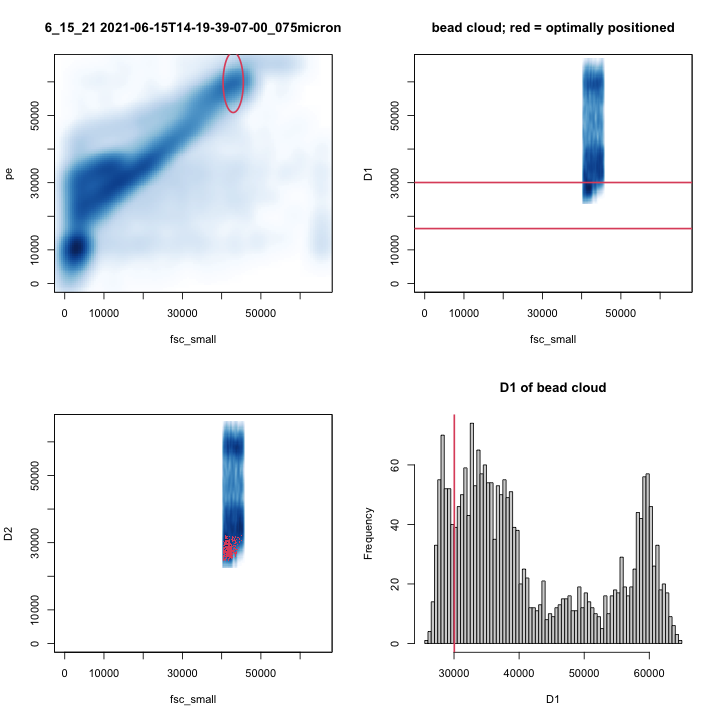 6_15_21 2021-06-15T14-19-39-07-00_075micron
pe
0 10000 30000 50000
0 10000 30000 50000
fsc_small
bead cloud; red = optimally positioned
D1
0 10000 30000 50000
0 10000 30000 50000
fsc_small
D2
0 10000 30000 50000
0 10000 30000 50000
fsc_small
D1 of bead cloud
Frequency
0 20 40 60
30000 40000 50000 60000
D1